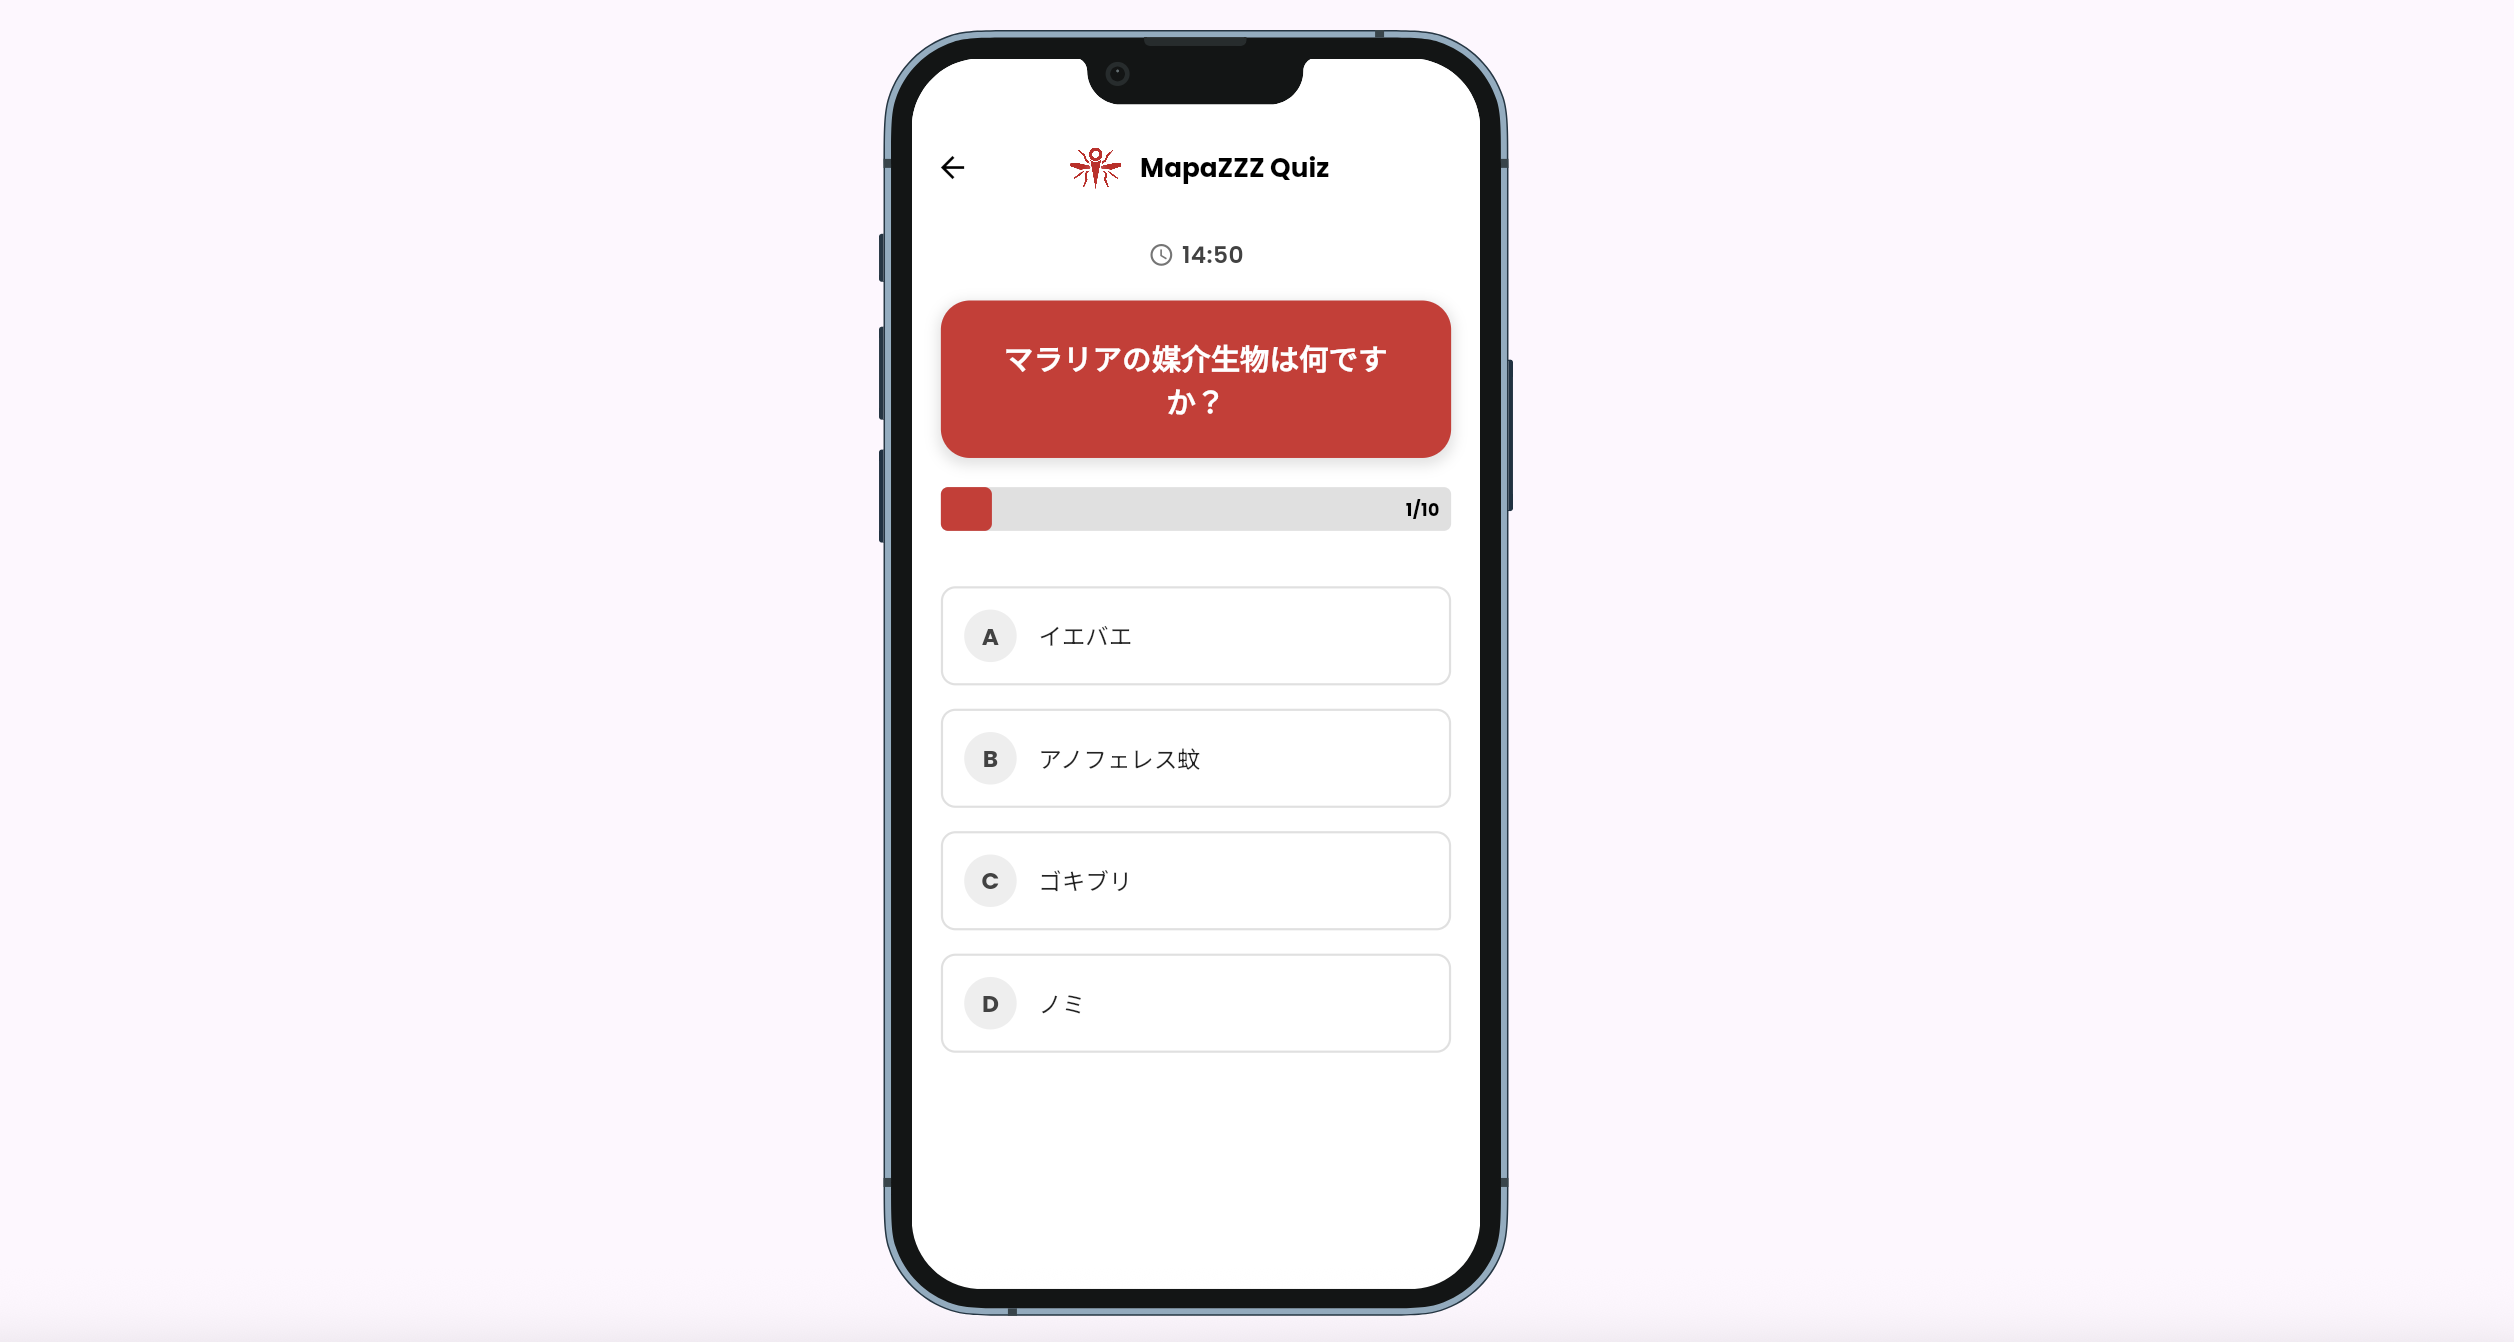 MapaZZZ Quiz
14:50
マラリアの媒介生物は何です
か？
1/10
A イエバエ
B アノフェレス蚊
C ゴキブリ
D ノミ